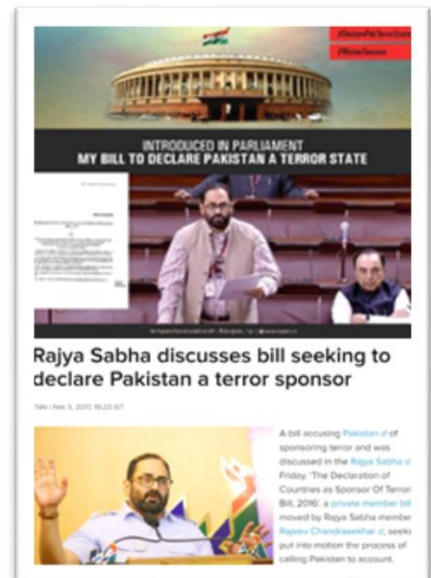 #DeclarePakTerrorState
#WinterSession
INTRODUCED IN PARLIAMENT
MY BILL TO DECLARE PAKISTAN A TERROR STATE
Rajya Sabha discusses bill seeking to
declare Pakistan a terror sponsor
TNN | Feb 3, 2017, 19:23 IST
A bill accusing Pakistan of
sponsoring terror and was
discussed in the Rajya Sabha
Friday. 'The Declaration of
Countries as Sponsor Of Terror
Bill, 2016', a private member bill
moved by Rajya Sabha membe
Rajeev Chandrasekhar, seeks
put into motion the process of
calling Pakistan to account.